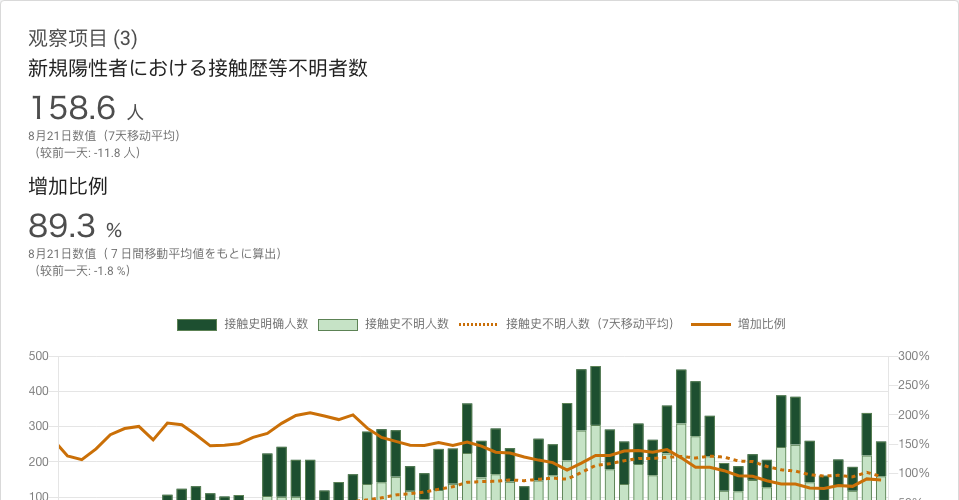 观察项目 (3)
新規陽性者における接触歴等不明者数
158.6 人
8月21日数值（7天移动平均）
（较前一天: -11.8 人）
增加比例
89.3 %
8月21日数值（７日間移動平均値をもとに算出）
（较前一天: -1.8 %）
接触史明确人数 接触史不明人数 接触史不明人数（7天移动平均） 增加比例
500 300%
250%
400
200%
300
150%
200
100%
100